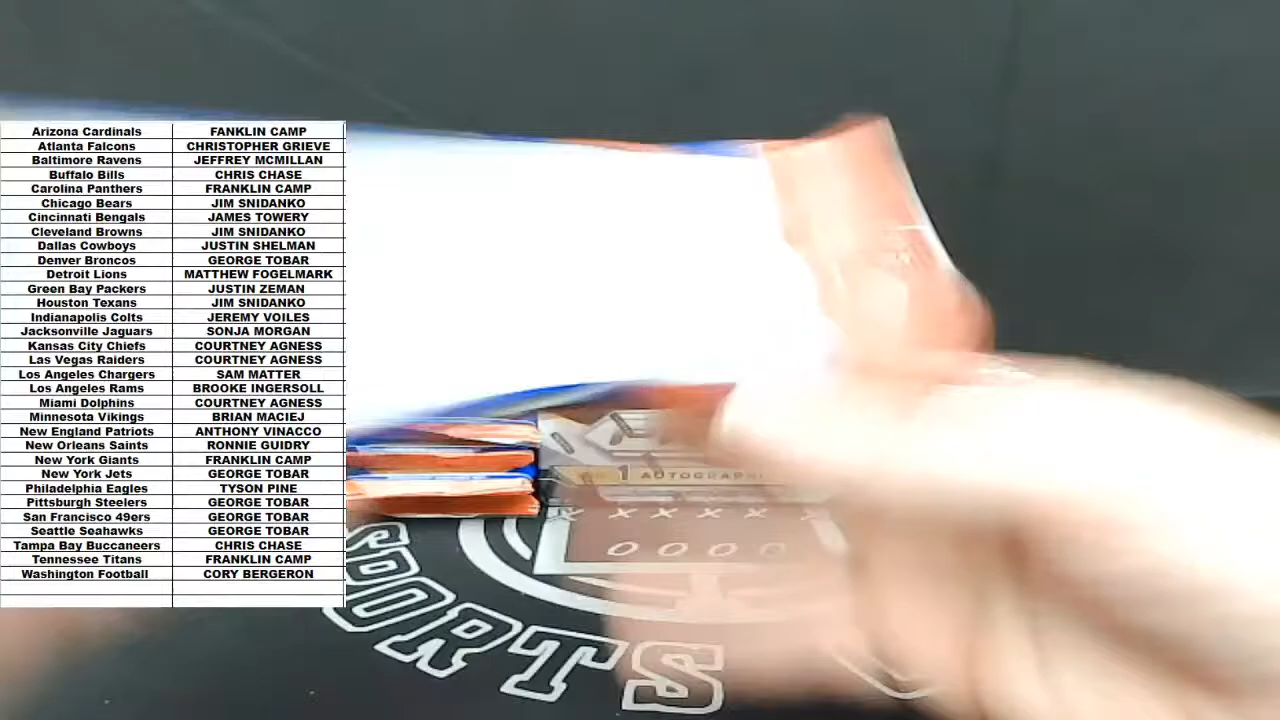 Arizona Cardinals FANKLIN CAMP
Atlanta Falcons CHRISTOPHER GRIEVE
Baltimore Ravens JEFFREY MCMILLAN
Buffalo Bills CHRIS CHASE
Carolina Panthers FRANKLIN CAMP
Chicago Bears JIM SNIDANKO
Cincinnati Bengals JAMES TOWERY
Cleveland Browns JIM SNIDANKO
Dallas Cowboys JUSTIN SHELMAN
Denver Broncos GEORGE TOBAR
Detroit Lions MATTHEW FOGELMARK
Green Bay Packers JUSTIN ZEMAN
Houston Texans JIM SNIDANKO
Indianapolis Colts JEREMY VOILES
Jacksonville Jaguars SONJA MORGAN
Kansas City Chiefs COURTNEY AGNESS
Las Vegas Raiders COURTNEY AGNESS
Los Angeles Chargers SAM MATTER
Los Angeles Rams BROOKE INGERSOLL
Miami Dolphins COURTNEY AGNESS
Minnesota Vikings BRIAN MACIEJ
New England Patriots ANTHONY VINACCO
New Orleans Saints RONNIE GUIDRY
New York Giants FRANKLIN CAMP
New York Jets GEORGE TOBAR
Philadelphia Eagles TYSON PINE
Pittsburgh Steelers GEORGE TOBAR
San Francisco 49ers GEORGE TOBAR
Seattle Seahawks GEORGE TOBAR
Tampa Bay Buccaneers CHRIS CHASE
Tennessee Titans FRANKLIN CAMP
Washington Football CORY BERGERON
1 AUTOGRAPH
X X X X X X
O O O O
SPORTS